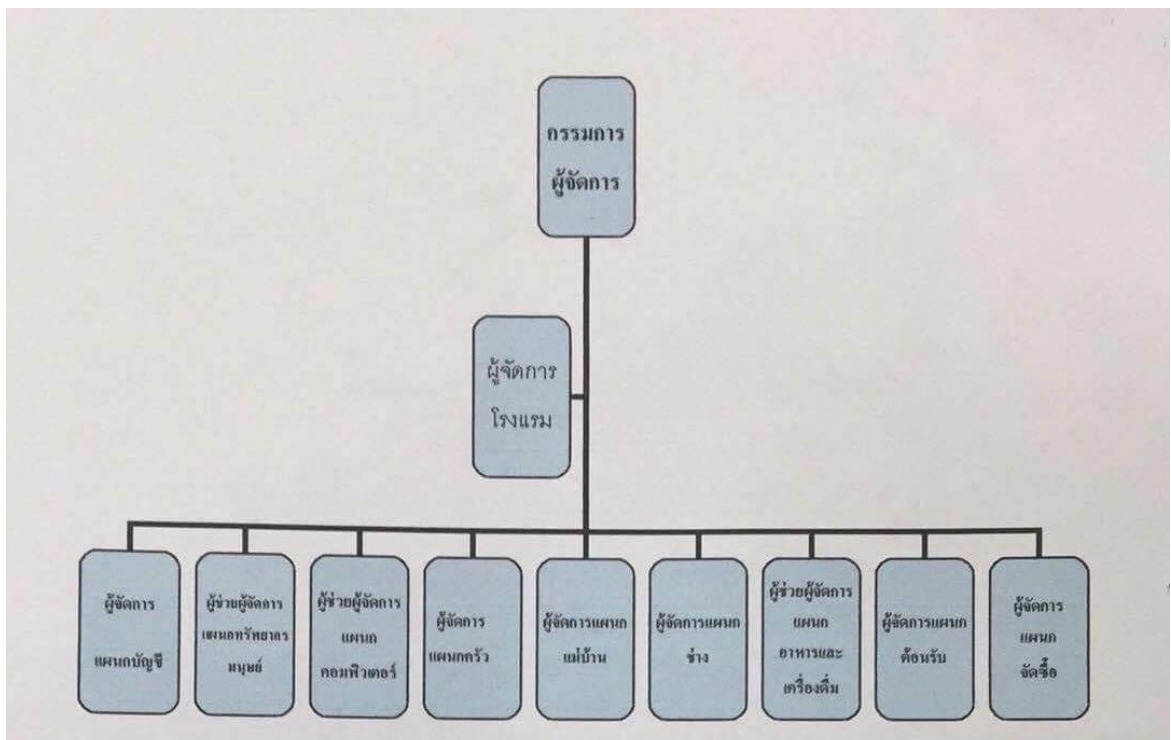 กรรมการ
ผู้จัดการ
ผู้จัดการ
โรงแรม
ผู้จัดการ
แผนกบัญชี
ผู้ช่วยผู้จัดการ
แผนกทรัพยากร
มนุษย์
ผู้ช่วยผู้จัดการ
แผนก
คอมพิวเตอร์
ผู้จัดการ
แผนกครัว
ผู้จัดการแผนก
แม่บ้าน
ผู้จัดการแผนก
ช่าง
ผู้ช่วยผู้จัดการ
แผนก
อาหารและ
เครื่องดื่ม
ผู้จัดการแผนก
ต้อนรับ
ผู้จัดการ
แผนก
จัดซื้อ